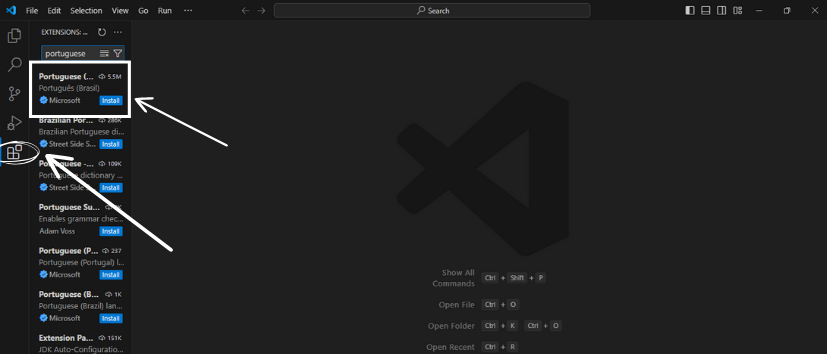 File Edit Selection View Go Run ···
Search
EXTENSIONS: ...
portuguese
Portuguese (... 5.5M
Português (Brasil)
Microsoft Install
Brazilian Por... 286K
Brazilian Portuguese di...
Street Side S... Install
Portuguese -... 109K
Portuguese dictionary ...
Street Side Install
Portuguese Su...
Enables grammar chec...
Adam Voss Install
Portuguese (P... 237
Portuguese (Portugal) l...
Microsoft Install
Portuguese (B... 1K
Portuguese (Brazil) lan...
Microsoft Install
Extension Pa... 151K
JDK Auto-Configuratio...
Show All
Commands Ctrl + Shift + P
Open File Ctrl + O
Open Folder Ctrl + K Ctrl + O
Open Recent Ctrl + R